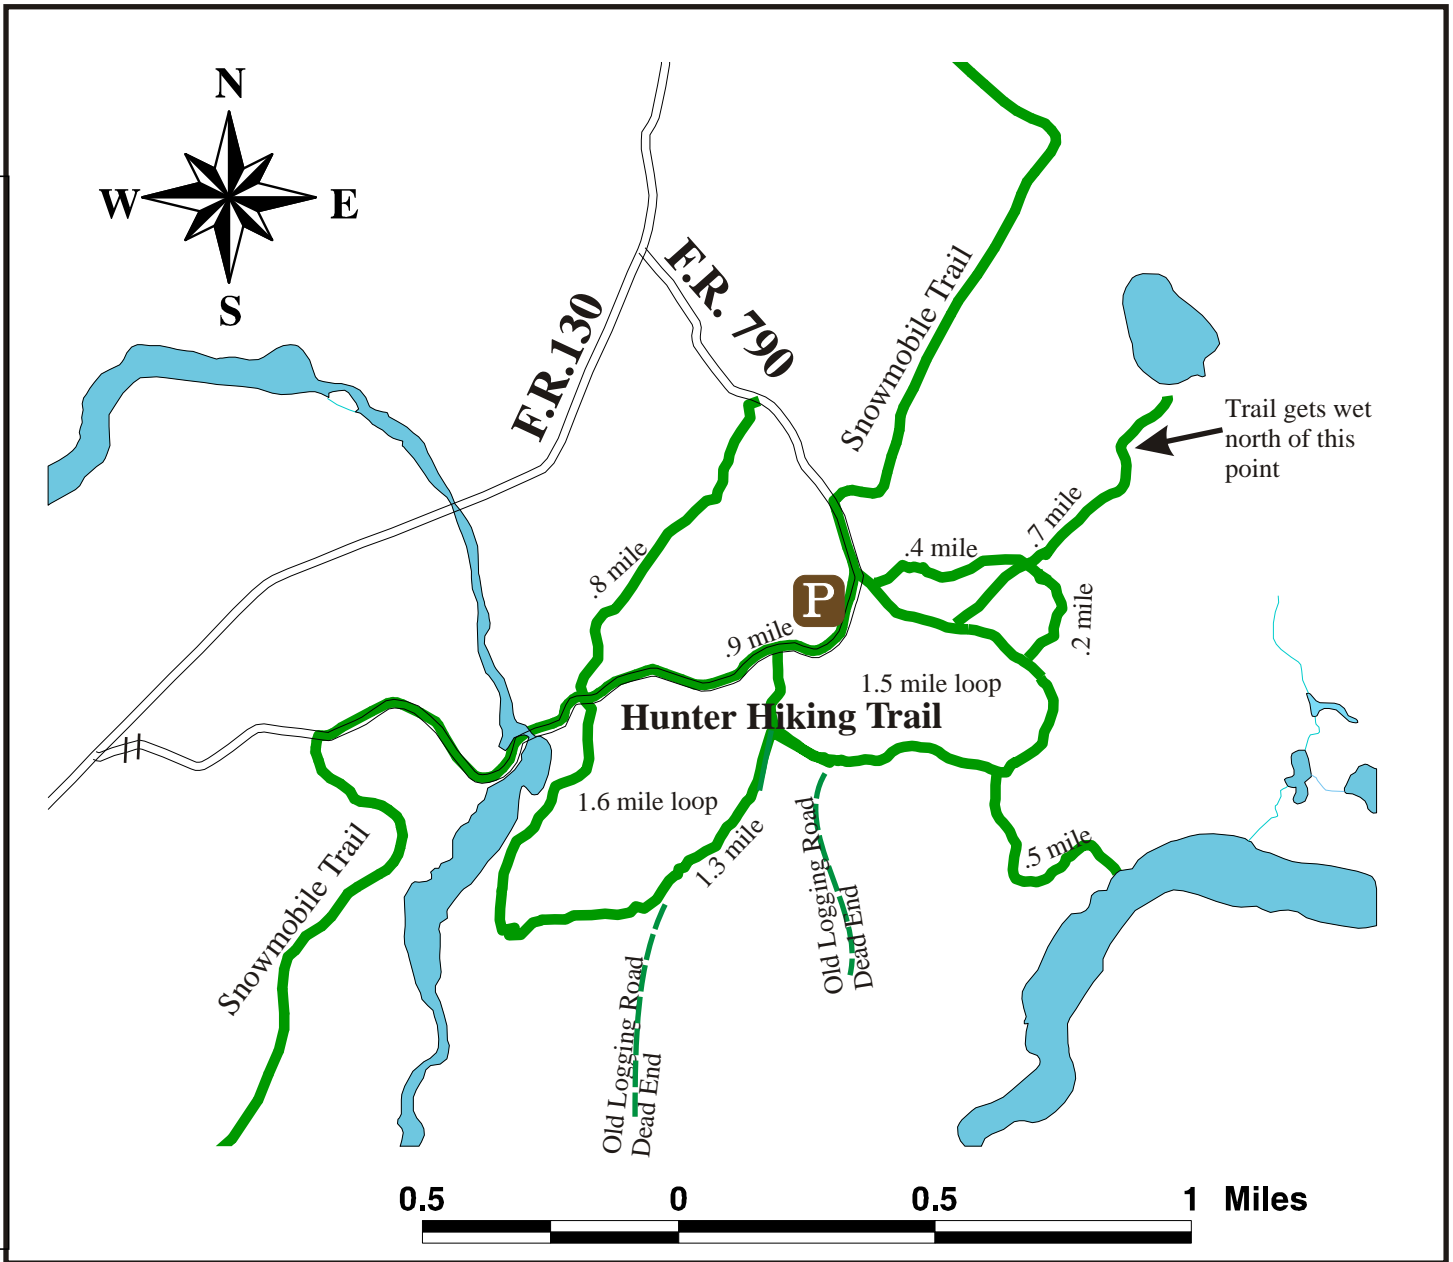 N
W
E
S
F.R. 790
F.R.130
Snowmobile Trail
Trail gets wet
north of this
point
.7 mile
.4 mile
.8 mile
P
.2 mile
.9 mile
1.5 mile loop
Hunter Hiking Trail
1.6 mile loop
1.3 mile
.5 mile
Old Logging Road
Dead End
Snowmobile Trail
Old Logging Road
Dead End
0.5 0 0.5 1 Miles